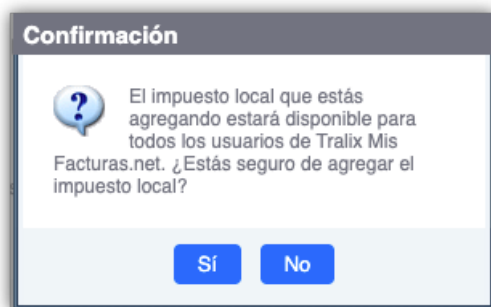 Confirmación
El impuesto local que estás
agregando estará disponible para
todos los usuarios de Tralix Mis
Facturas.net. ¿Estás seguro de agregar el
impuesto local?
Sí
No